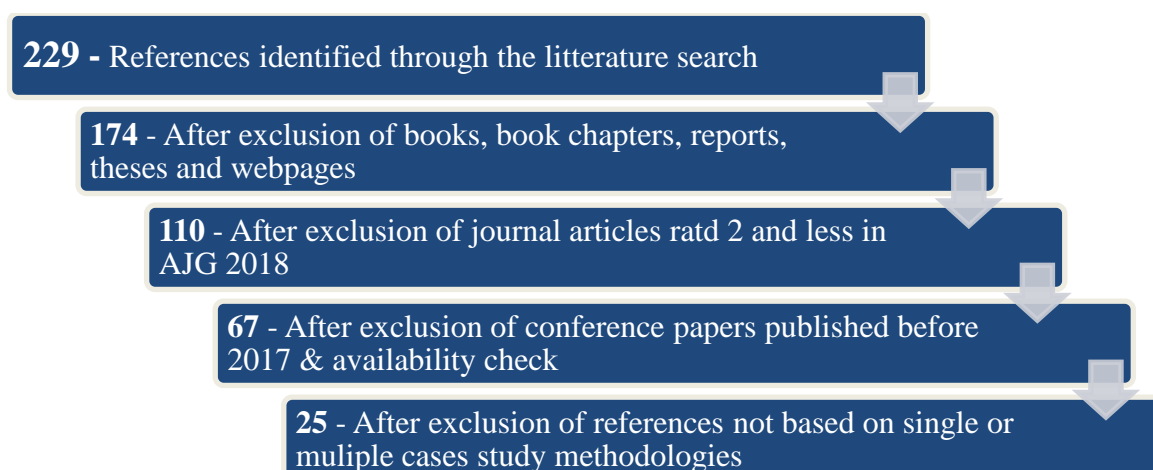 229 - References identified through the litterature search
174 - After exclusion of books, book chapters, reports,
theses and webpages
110 - After exclusion of journal articles ratd 2 and less in
AJG 2018
67 - After exclusion of conference papers published before
2017 & availability check
25 - After exclusion of references not based on single or
muliple cases study methodologies